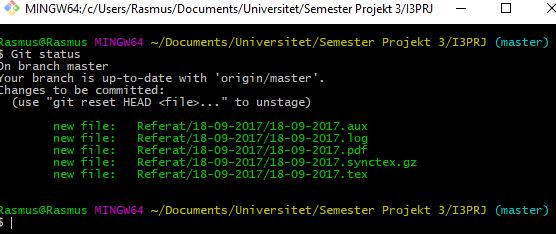 MINGW64:/c/Users/Rasmus/Documents/Universitet/Semester Projekt 3/I3PRJ
Rasmus@Rasmus MINGW64 ~/Documents/Universitet/Semester Projekt 3/I3PRJ (master)
$ Git status
On branch master
Your branch is up-to-date with 'origin/master'.
Changes to be committed:
  (use "git reset HEAD <file>..." to unstage)
        new file:   Referat/18-09-2017/18-09-2017.aux
        new file:   Referat/18-09-2017/18-09-2017.log
        new file:   Referat/18-09-2017/18-09-2017.pdf
        new file:   Referat/18-09-2017/18-09-2017.synctex.gz
        new file:   Referat/18-09-2017/18-09-2017.tex
Rasmus@Rasmus MINGW64 ~/Documents/Universitet/Semester Projekt 3/I3PRJ (master)
$